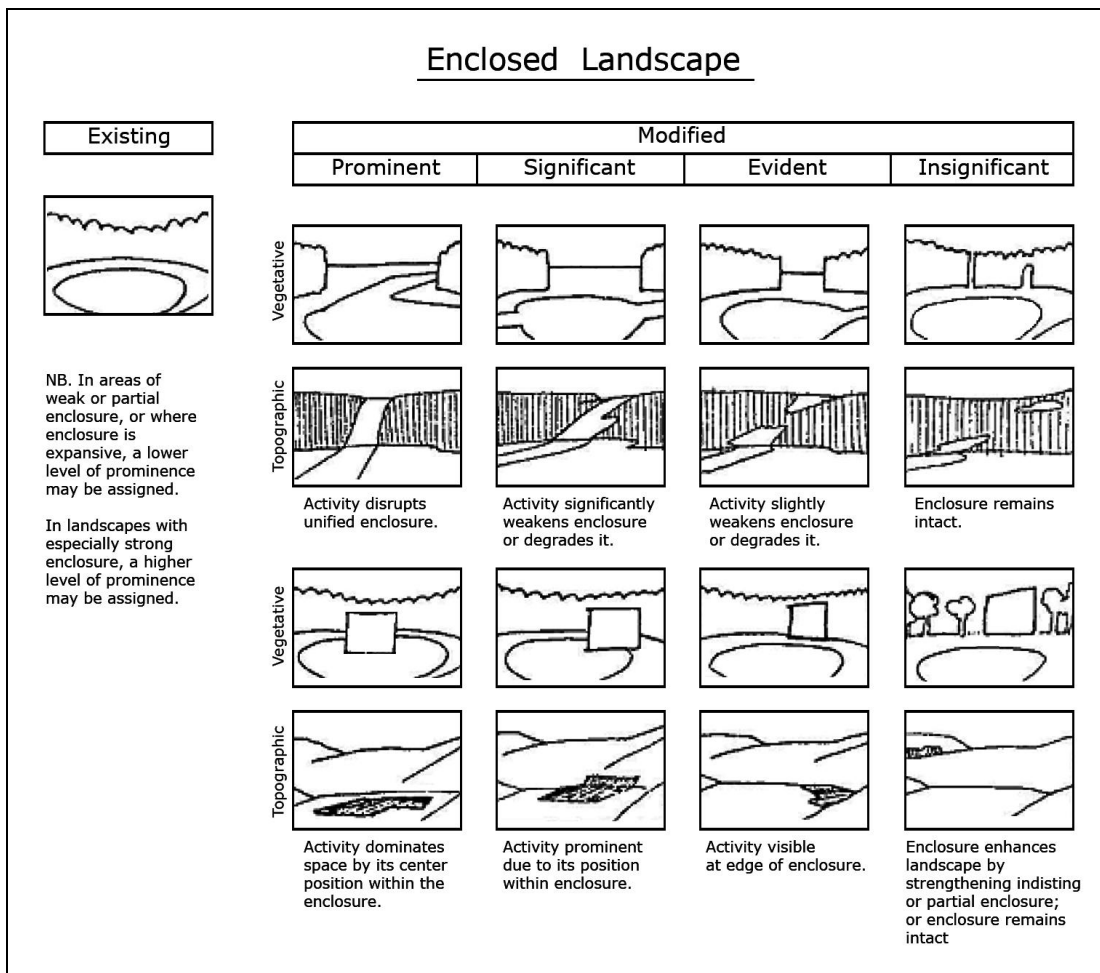 Enclosed Landscape
Existing
Modified
Prominent
Significant
Evident
Insignificant
NB. In areas of
weak or partial
enclosure, or where
enclosure is
expansive, a lower
level of prominence
may be assigned.
In landscapes with
especially strong
enclosure, a higher
level of prominence
may be assigned.
Vegetative
Topographic
Activity disrupts
unified enclosure.
Activity significantly
weakens enclosure
or degrades it.
Activity slightly
weakens enclosure
or degrades it.
Enclosure remains
intact.
Vegetative
Topographic
Activity dominates
space by its center
position within the
enclosure.
Activity prominent
due to its position
within enclosure.
Activity visible
at edge of enclosure.
Enclosure enhances
landscape by
strengthening indisting
or partial enclosure;
or enclosure remains
intact